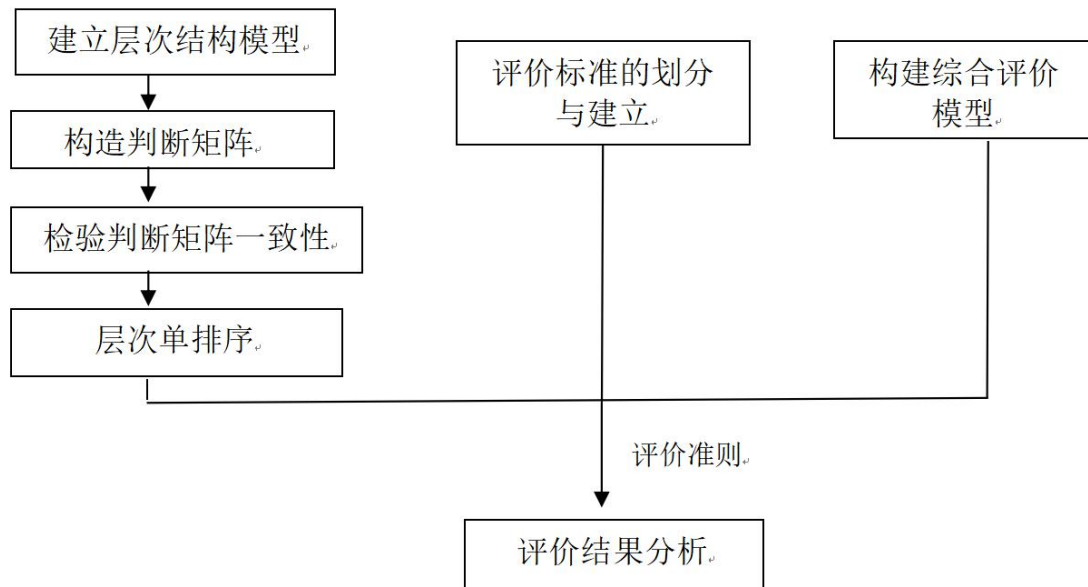 建立层次结构模型
构造判断矩阵
检验判断矩阵一致性
层次单排序
评价标准的划分
与建立
构建综合评价
模型
评价准则
评价结果分析